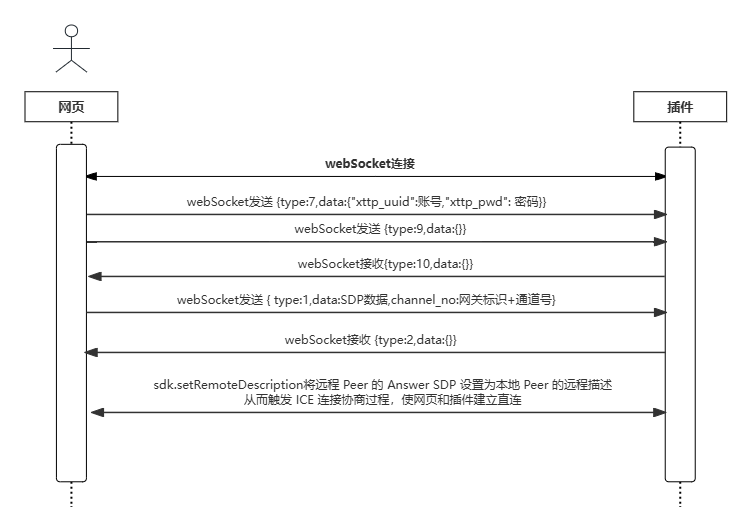 网页
插件
webSocket连接
webSocket发送 {type:7,data:{"xttp_uuid":账号,"xttp_pwd": 密码}}
webSocket发送 {type:9,data:{}}
webSocket接收{type:10,data:{}}
webSocket发送 { type:1,data:SDP数据,channel_no:网关标识+通道号}
webSocket接收 {type:2,data:{}}
sdk.setRemoteDescription将远程 Peer 的 Answer SDP 设置为本地 Peer 的远程描述
从而触发 ICE 连接协商过程，使网页和插件建立直连